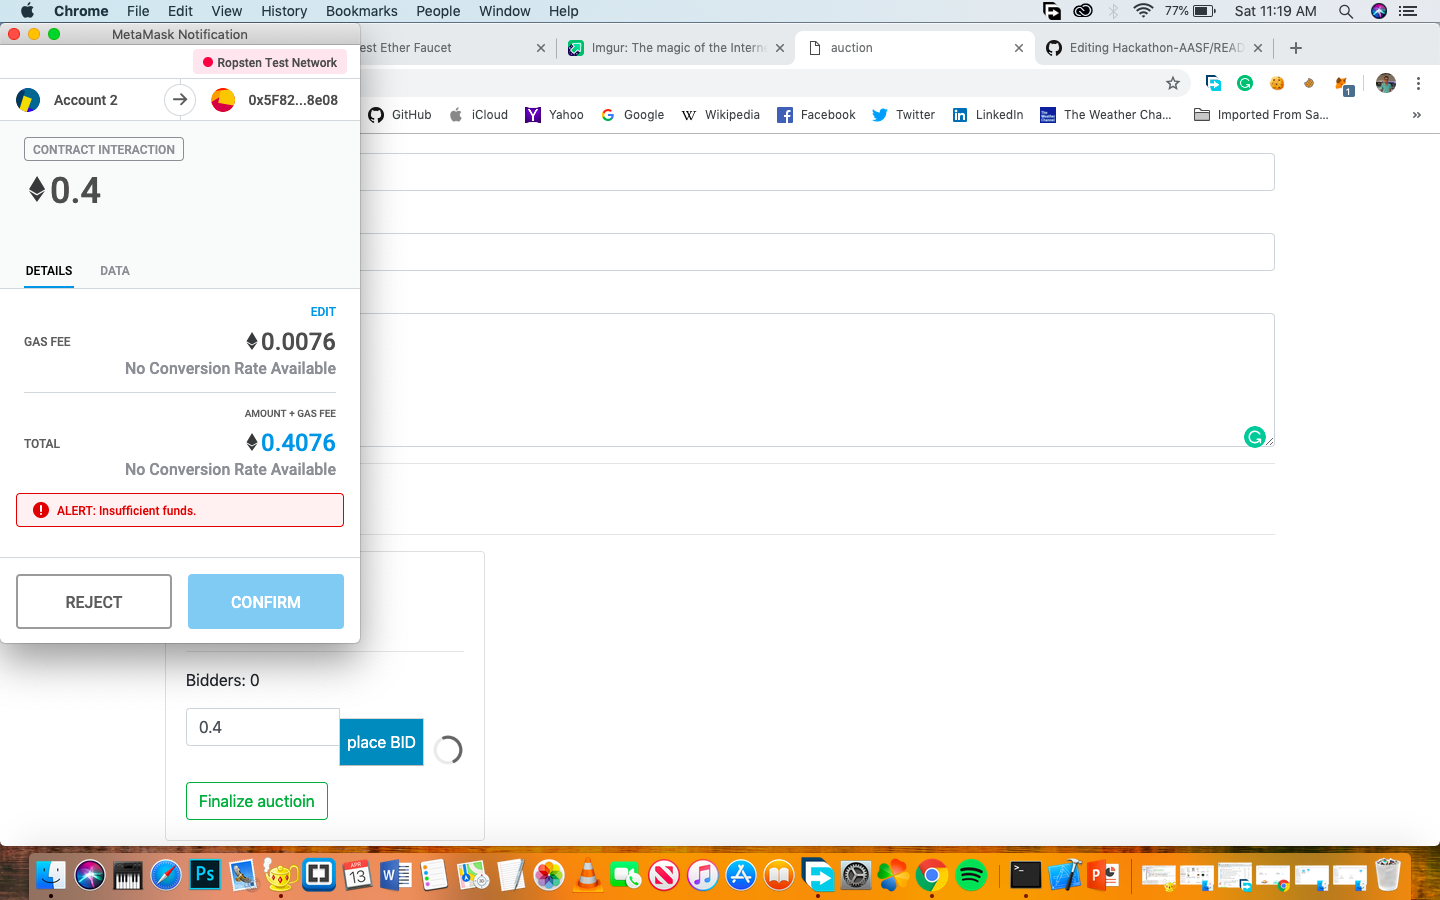 Chrome File Edit View History Bookmarks People Window Help 77% Sat 11:19 AM
MetaMask Notification
est Ether Faucet Imgur: The magic of the Interne auction Editing Hackathon-AASF/READ
Ropsten Test Network
Account 2 0x5F82...8e08
1
GitHub iCloud Yahoo Google Wikipedia Facebook Twitter LinkedIn The Weather Cha... Imported From Sa... »
CONTRACT INTERACTION
0.4
DETAILS DATA
EDIT
GAS FEE 0.0076
No Conversion Rate Available
AMOUNT + GAS FEE
TOTAL 0.4076
No Conversion Rate Available
ALERT: Insufficient funds.
REJECT CONFIRM
Bidders: 0
0.4 place BID
Finalize auctioin
APR
13